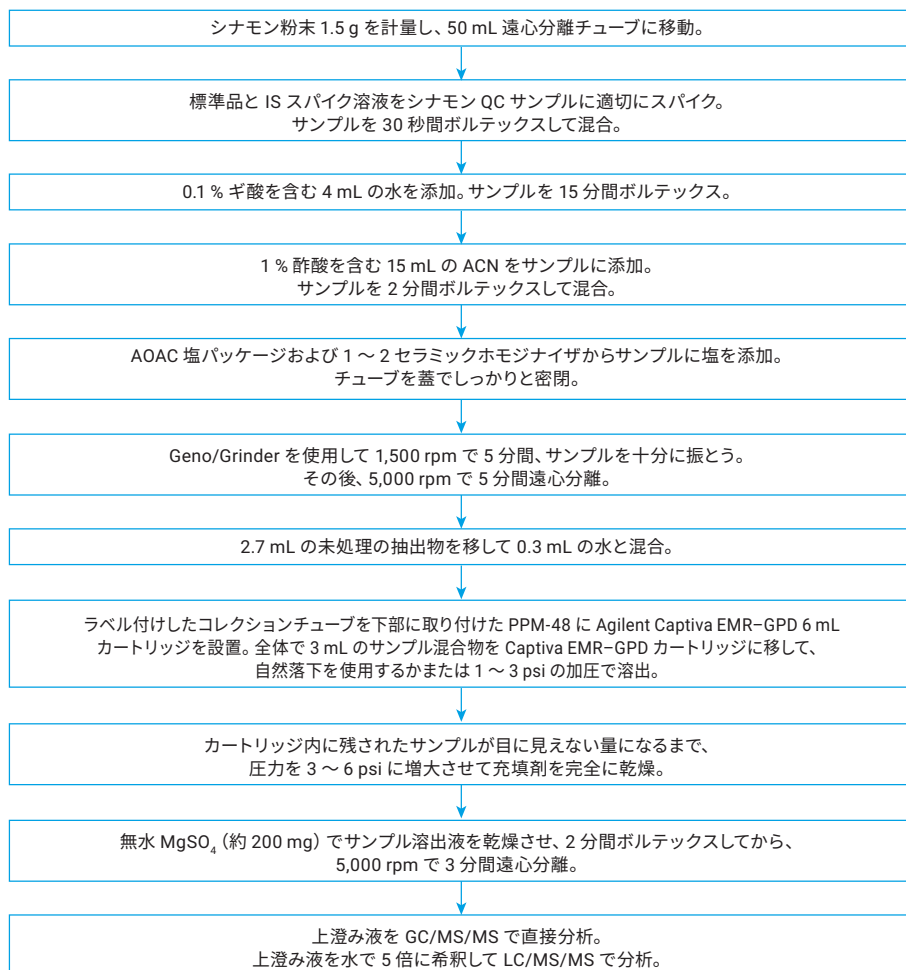 シナモン粉末 1.5 g を計量し、50 mL 遠心分離チューブに移動。
標準品と IS スパイク溶液をシナモン QC サンプルに適切にスパイク。
サンプルを 30 秒間ボルテックスして混合。
0.1 % ギ酸を含む 4 mL の水を添加。サンプルを 15 分間ボルテックス。
1 % 酢酸を含む 15 mL の ACN をサンプルに添加。
サンプルを 2 分間ボルテックスして混合。
AOAC 塩パッケージおよび 1 ～ 2 セラミックホモジナイザからサンプルに塩を添加。
チューブを蓋でしっかりと密閉。
Geno/Grinder を使用して 1,500 rpm で 5 分間、サンプルを十分に振とう。
その後、5,000 rpm で 5 分間遠心分離。
2.7 mL の未処理の抽出物を移して 0.3 mL の水と混合。
ラベル付けしたコレクションチューブを下部に取り付けた PPM-48 に Agilent Captiva EMR–GPD 6 mL
カートリッジを設置。全体で 3 mL のサンプル混合物を Captiva EMR–GPD カートリッジに移して、
自然落下を使用するかまたは 1 ～ 3 psi の加圧で溶出。
カートリッジ内に残されたサンプルが目に見えない量になるまで、
圧力を 3 ～ 6 psi に増大させて充填剤を完全に乾燥。
無水 MgSO₄（約 200 mg）でサンプル溶出液を乾燥させ、2 分間ボルテックスしてから、
5,000 rpm で 3 分間遠心分離。
上澄み液を GC/MS/MS で直接分析。
上澄み液を水で 5 倍に希釈して LC/MS/MS で分析。